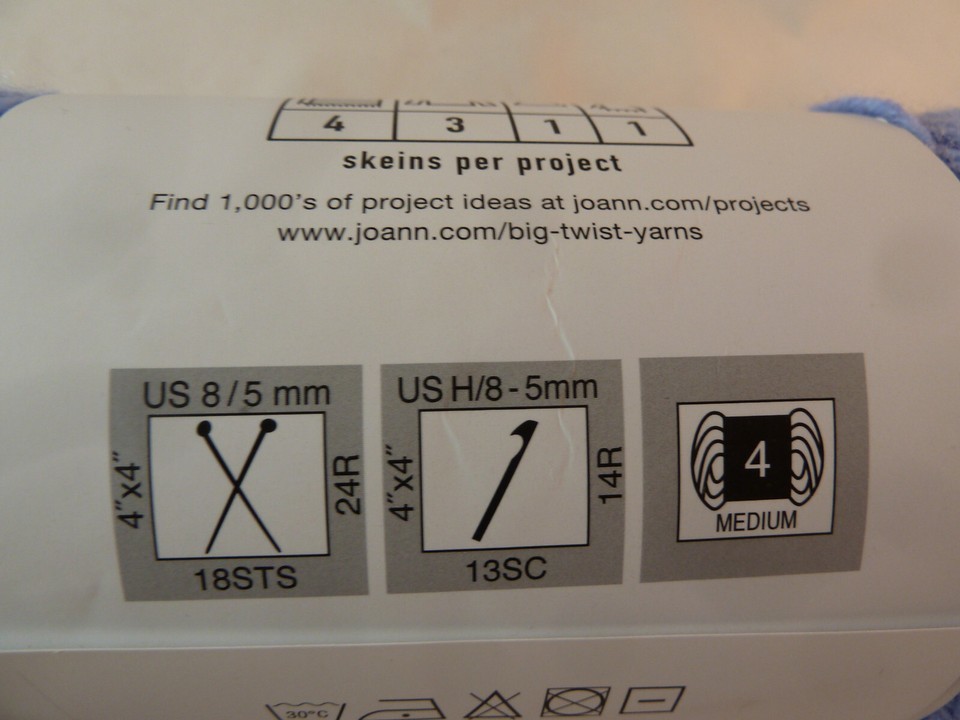 4 3 1 1
skeins per project
Find 1,000's of project ideas at joann.com/projects
www.joann.com/big-twist-yarns
US 8/5 mm
4"x4"
24R
18STS
US H/8-5mm
4"x4"
14R
13SC
4
MEDIUM
30°C